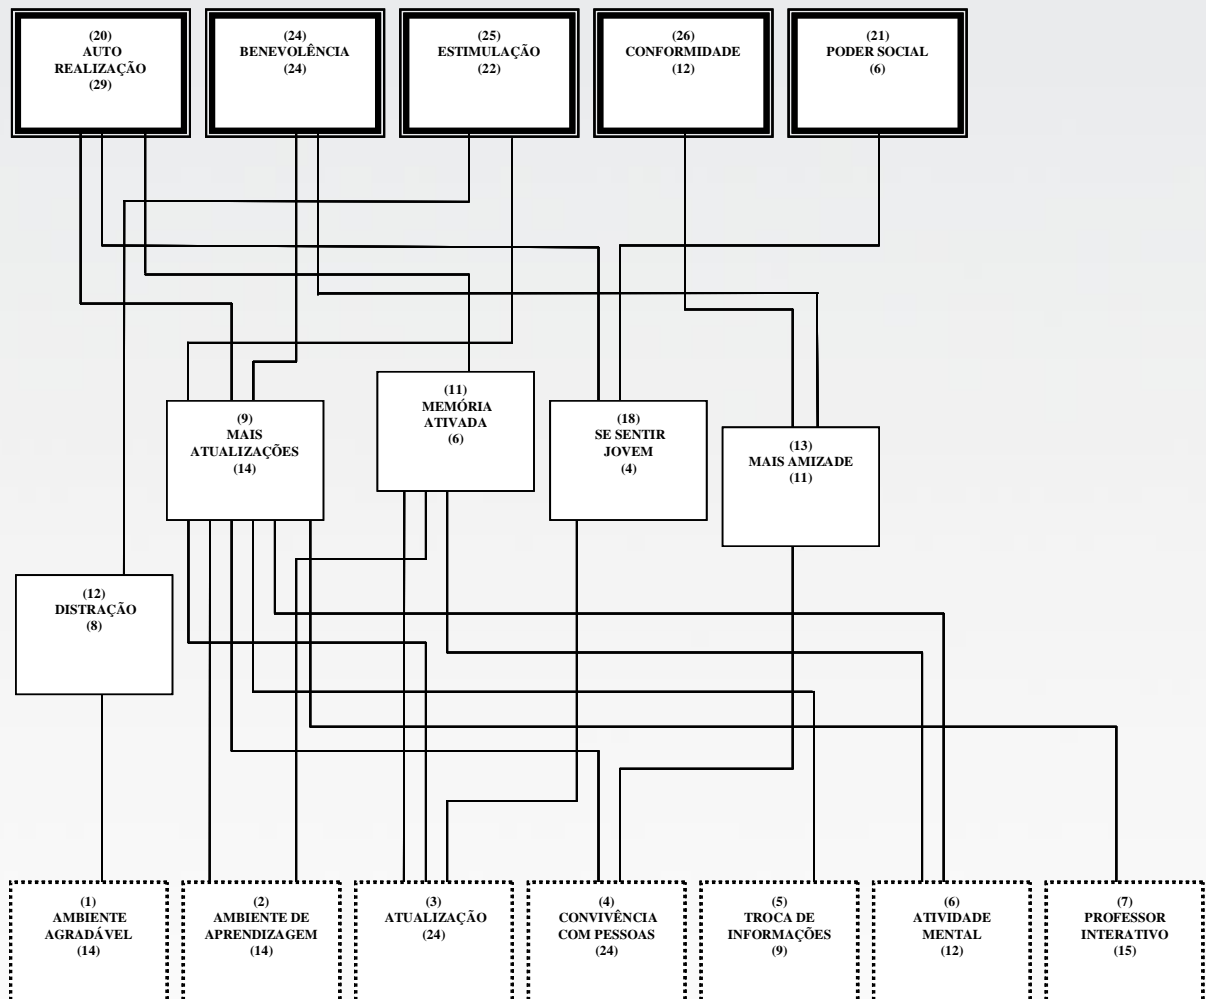 (20)
AUTO
REALIZAÇÃO
(29)
(24)
BENEVOLÊNCIA
(24)
(25)
ESTIMULAÇÃO
(22)
(26)
CONFORMIDADE
(12)
(21)
PODER SOCIAL
(6)
(9)
MAIS
ATUALIZAÇÕES
(14)
(11)
MEMÓRIA
ATIVADA
(6)
(18)
SE SENTIR
JOVEM
(4)
(13)
MAIS AMIZADE
(11)
(12)
DISTRAÇÃO
(8)
(1)
AMBIENTE
AGRADÁVEL
(14)
(2)
AMBIENTE DE
APRENDIZAGEM
(14)
(3)
ATUALIZAÇÃO
(24)
(4)
CONVIVÊNCIA
COM PESSOAS
(24)
(5)
TROCA DE
INFORMAÇÕES
(9)
(6)
ATIVIDADE
MENTAL
(12)
(7)
PROFESSOR
INTERATIVO
(15)